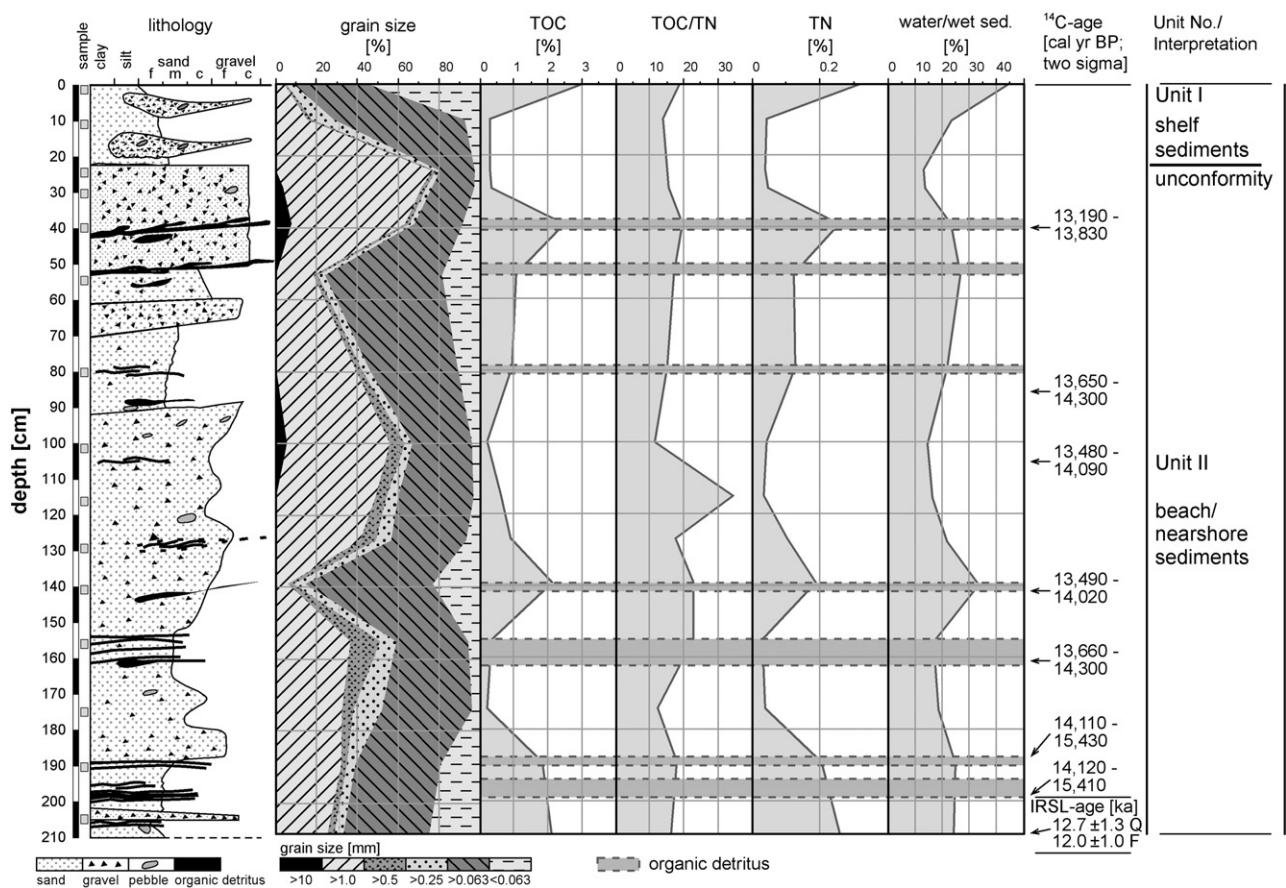 lithology
grain size
[%]
TOC
[%]
TOC/TN
TN
[%]
water/wet sed.
[%]
14C-age
[cal yr BP;
two sigma]
Unit No./
Interpretation
sample
clay
silt
sand
gravel
f m c f c
0 20 40 60 80 100
0 1 2 3
0 10 20 30 40
0 0.2
0 10 20 30 40
depth [cm]
0
10
20
30
40
50
60
70
80
90
100
110
120
130
140
150
160
170
180
190
200
210
13,190 -
13,830
13,650 -
14,300
13,480 -
14,090
13,490 -
14,020
13,660 -
14,300
14,110 -
15,430
14,120 -
15,410
IRSL-age [ka]
12.7 ±1.3 Q
12.0 ±1.0 F
Unit I
shelf
sediments
unconformity
Unit II
beach/
nearshore
sediments
sand gravel pebble organic detritus
grain size [mm]
>10 >1.0 >0.5 >0.25 >0.063 <0.063
organic detritus